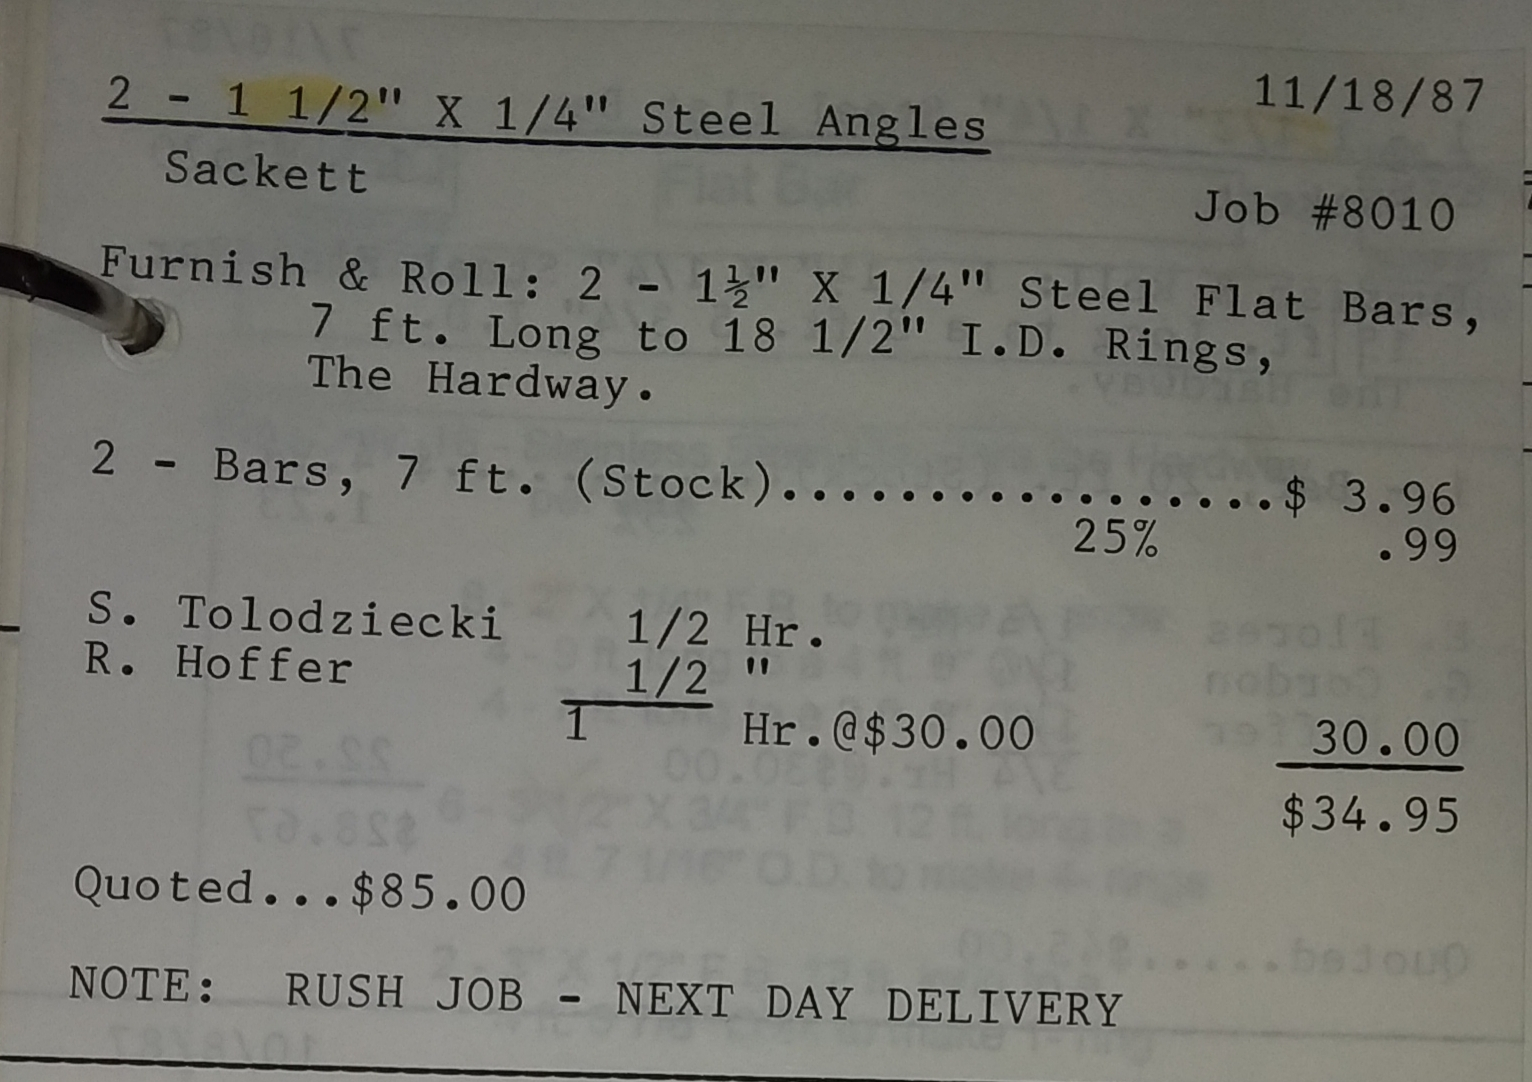 2 - 1 1/2" X 1/4" Steel Angles 11/18/87
Sackett Job #8010
Furnish & Roll: 2 - 1½" X 1/4" Steel Flat Bars,
7 ft. Long to 18 1/2" I.D. Rings,
The Hardway.
2 - Bars, 7 ft. (Stock).................$ 3.96
25% .99
S. Tolodziecki 1/2 Hr.
R. Hoffer 1/2 "
1 Hr.@$30.00 30.00
$34.95
Quoted...$85.00
NOTE: RUSH JOB - NEXT DAY DELIVERY